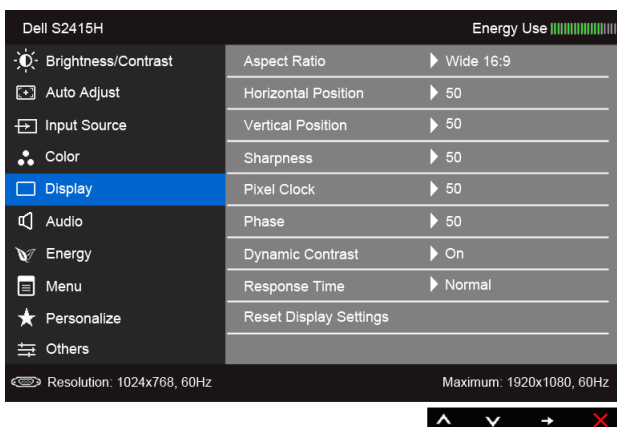 Dell S2415H Energy Use
Brightness/Contrast Aspect Ratio Wide 16:9
Auto Adjust Horizontal Position 50
Input Source Vertical Position 50
Color Sharpness 50
Display Pixel Clock 50
Audio Phase 50
Energy Dynamic Contrast On
Menu Response Time Normal
Personalize Reset Display Settings
Others
Resolution: 1024x768, 60Hz Maximum: 1920x1080, 60Hz